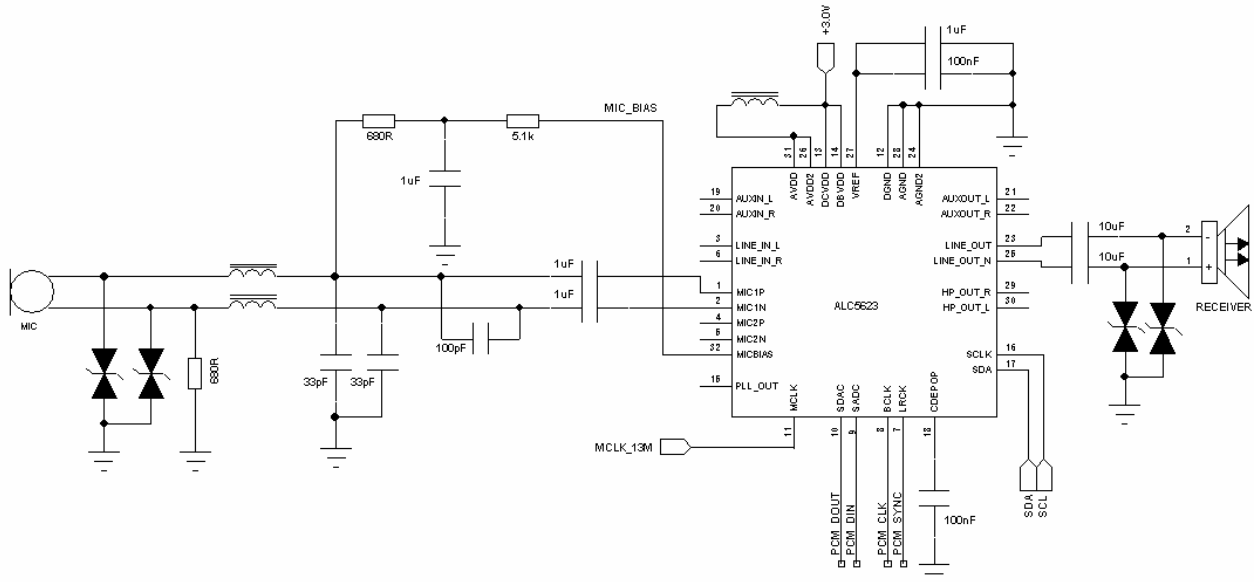 +3.0V
1uF
100nF
MIC_BIAS
680R
5.1k
1uF
31
26
13
14
27
12
28
24
AVDD
AVDD2
DCVDD
DBVDD
VREF
DGND
AGND
AGND2
19 AUXIN_L
20 AUXIN_R
3 LINE_IN_L
6 LINE_IN_R
1 MIC1P
2 MIC1N
4 MIC2P
5 MIC2N
32 MICBIAS
15 PLL_OUT
AUXOUT_L 21
AUXOUT_R 22
LINE_OUT 23
LINE_OUT_N 25
HP_OUT_R 29
HP_OUT_L 30
SCLK 16
SDA 17
ALC5623
10uF
10uF
2
-
1
+
RECEIVER
1uF
1uF
MIC
680R
33pF
33pF
100pF
MCLK
SDAC
SADC
BCLK
LRCK
CDEPOP
11
10
9
8
7
18
MCLK_13M
PCM_DOUT
PCM_DIN
PCM_CLK
PCM_SYNC
100nF
SDA
SCL